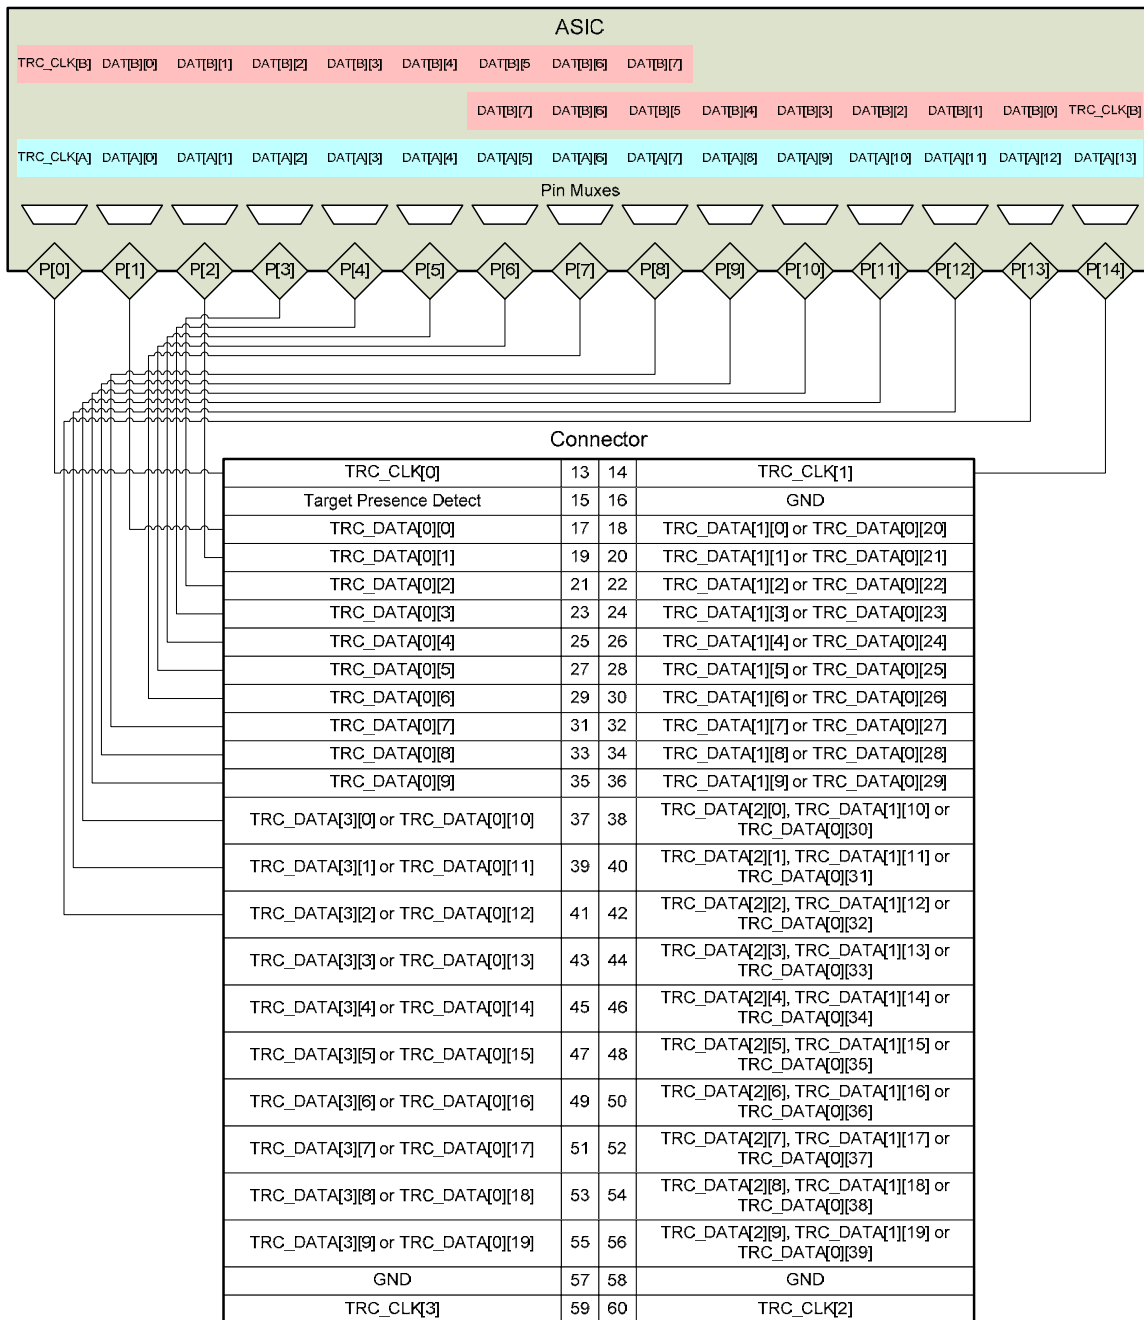 ASIC
TRC_CLK[B] DAT[B][0] DAT[B][1] DAT[B][2] DAT[B][3] DAT[B][4] DAT[B][5 DAT[B][6] DAT[B][7]
DAT[B][7] DAT[B][6] DAT[B][5 DAT[B][4] DAT[B][3] DAT[B][2] DAT[B][1] DAT[B][0] TRC_CLK[B]
TRC_CLK[A] DAT[A][0] DAT[A][1] DAT[A][2] DAT[A][3] DAT[A][4] DAT[A][5] DAT[A][6] DAT[A][7] DAT[A][8] DAT[A][9] DAT[A][10] DAT[A][11] DAT[A][12] DAT[A][13]
Pin Muxes
P[0] P[1] P[2] P[3] P[4] P[5] P[6] P[7] P[8] P[9] P[10] P[11] P[12] P[13] P[14]
Connector
TRC_CLK[0] 13 14 TRC_CLK[1]
Target Presence Detect 15 16 GND
TRC_DATA[0][0] 17 18 TRC_DATA[1][0] or TRC_DATA[0][20]
TRC_DATA[0][1] 19 20 TRC_DATA[1][1] or TRC_DATA[0][21]
TRC_DATA[0][2] 21 22 TRC_DATA[1][2] or TRC_DATA[0][22]
TRC_DATA[0][3] 23 24 TRC_DATA[1][3] or TRC_DATA[0][23]
TRC_DATA[0][4] 25 26 TRC_DATA[1][4] or TRC_DATA[0][24]
TRC_DATA[0][5] 27 28 TRC_DATA[1][5] or TRC_DATA[0][25]
TRC_DATA[0][6] 29 30 TRC_DATA[1][6] or TRC_DATA[0][26]
TRC_DATA[0][7] 31 32 TRC_DATA[1][7] or TRC_DATA[0][27]
TRC_DATA[0][8] 33 34 TRC_DATA[1][8] or TRC_DATA[0][28]
TRC_DATA[0][9] 35 36 TRC_DATA[1][9] or TRC_DATA[0][29]
TRC_DATA[3][0] or TRC_DATA[0][10] 37 38 TRC_DATA[2][0], TRC_DATA[1][10] or
TRC_DATA[0][30]
TRC_DATA[3][1] or TRC_DATA[0][11] 39 40 TRC_DATA[2][1], TRC_DATA[1][11] or
TRC_DATA[0][31]
TRC_DATA[3][2] or TRC_DATA[0][12] 41 42 TRC_DATA[2][2], TRC_DATA[1][12] or
TRC_DATA[0][32]
TRC_DATA[3][3] or TRC_DATA[0][13] 43 44 TRC_DATA[2][3], TRC_DATA[1][13] or
TRC_DATA[0][33]
TRC_DATA[3][4] or TRC_DATA[0][14] 45 46 TRC_DATA[2][4], TRC_DATA[1][14] or
TRC_DATA[0][34]
TRC_DATA[3][5] or TRC_DATA[0][15] 47 48 TRC_DATA[2][5], TRC_DATA[1][15] or
TRC_DATA[0][35]
TRC_DATA[3][6] or TRC_DATA[0][16] 49 50 TRC_DATA[2][6], TRC_DATA[1][16] or
TRC_DATA[0][36]
TRC_DATA[3][7] or TRC_DATA[0][17] 51 52 TRC_DATA[2][7], TRC_DATA[1][17] or
TRC_DATA[0][37]
TRC_DATA[3][8] or TRC_DATA[0][18] 53 54 TRC_DATA[2][8], TRC_DATA[1][18] or
TRC_DATA[0][38]
TRC_DATA[3][9] or TRC_DATA[0][19] 55 56 TRC_DATA[2][9], TRC_DATA[1][19] or
TRC_DATA[0][39]
GND 57 58 GND
TRC_CLK[3] 59 60 TRC_CLK[2]